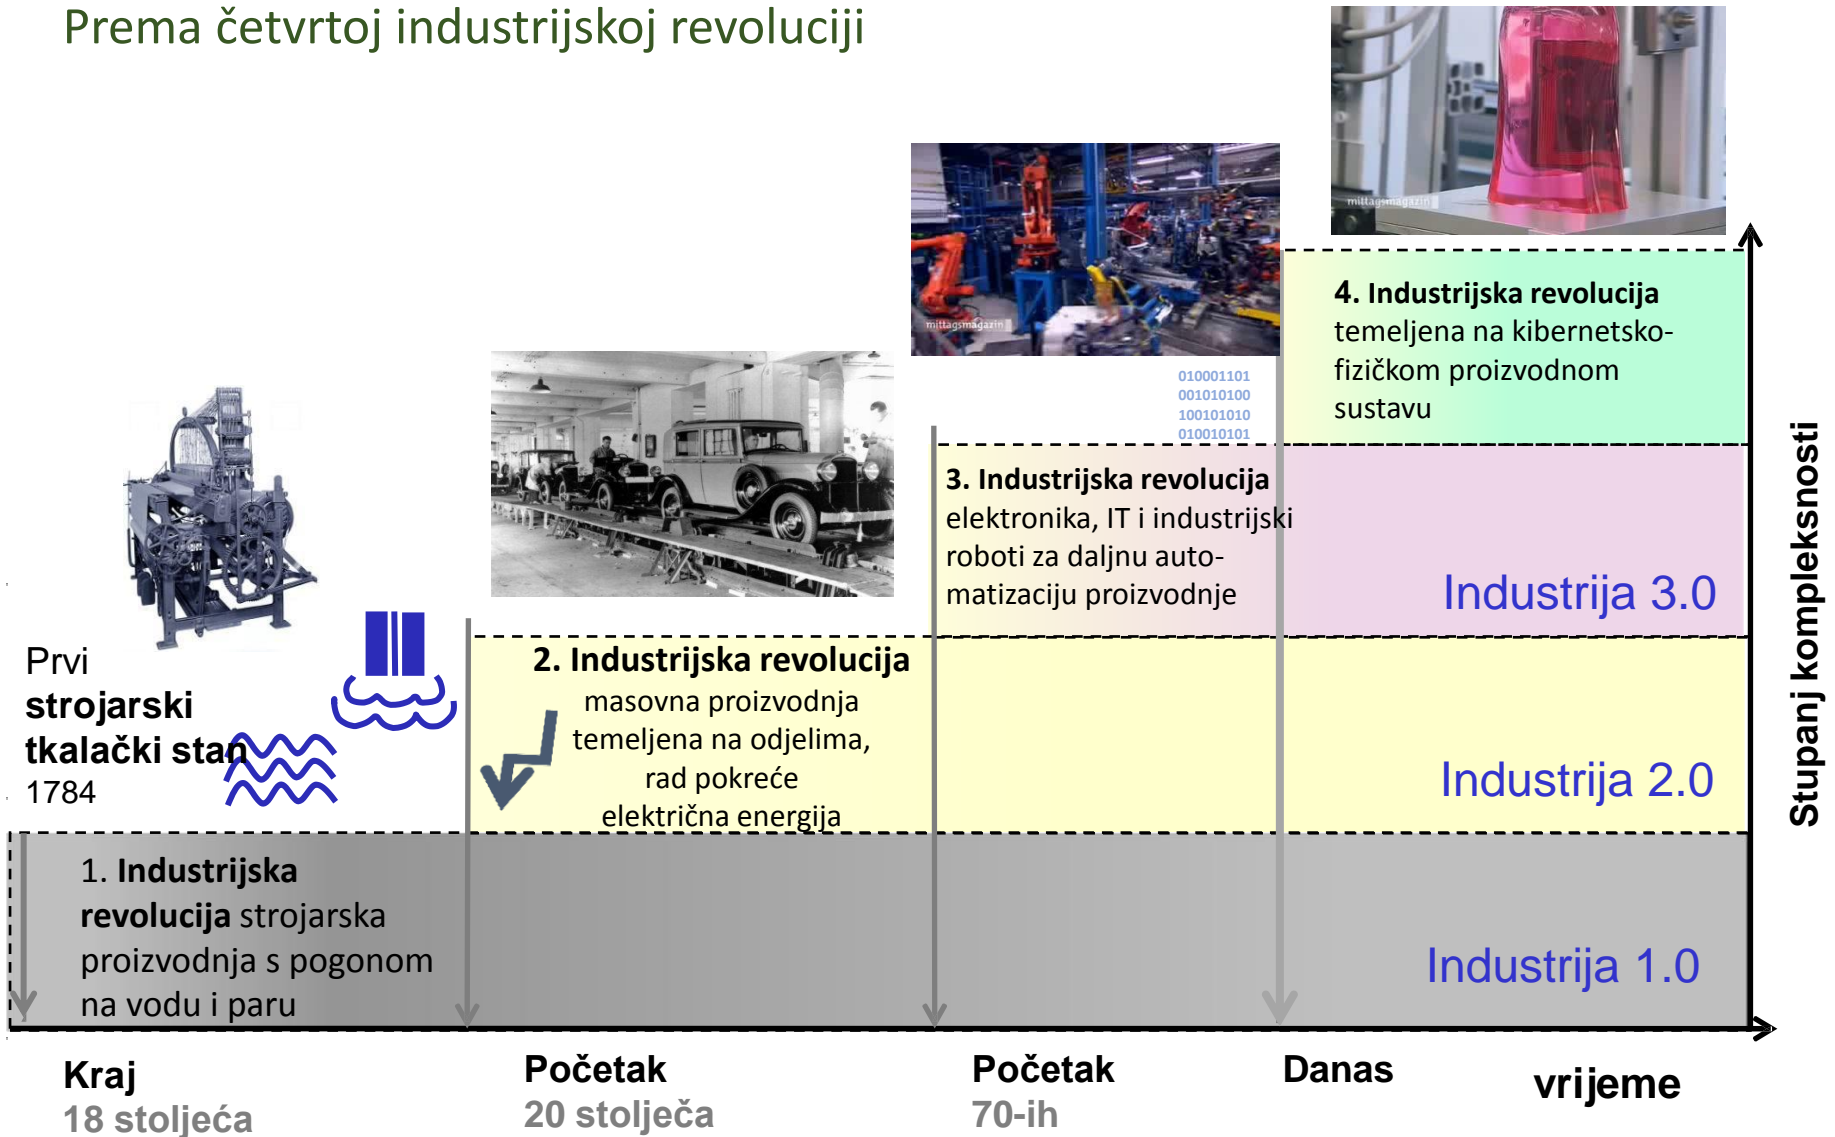 Prema četvrtoj industrijskoj revoluciji
mittagsmagazin
mittagsmagazin
4. Industrijska revolucija
temeljena na kibernetsko-
fizičkom proizvodnom
sustavu
010001101
001010100
100101010
010010101
3. Industrijska revolucija
elektronika, IT i industrijski
roboti za daljnu auto-
matizaciju proizvodnje
Industrija 3.0
Prvi
strojarski
tkalački stan
1784
2. Industrijska revolucija
masovna proizvodnja
temeljena na odjelima,
rad pokreće
električna energija
Industrija 2.0
1. Industrijska
revolucija strojarska
proizvodnja s pogonom
na vodu i paru
Industrija 1.0
Stupanj kompleksnosti
Kraj
18 stoljeća
Početak
20 stolječa
Početak
70-ih
Danas
vrijeme